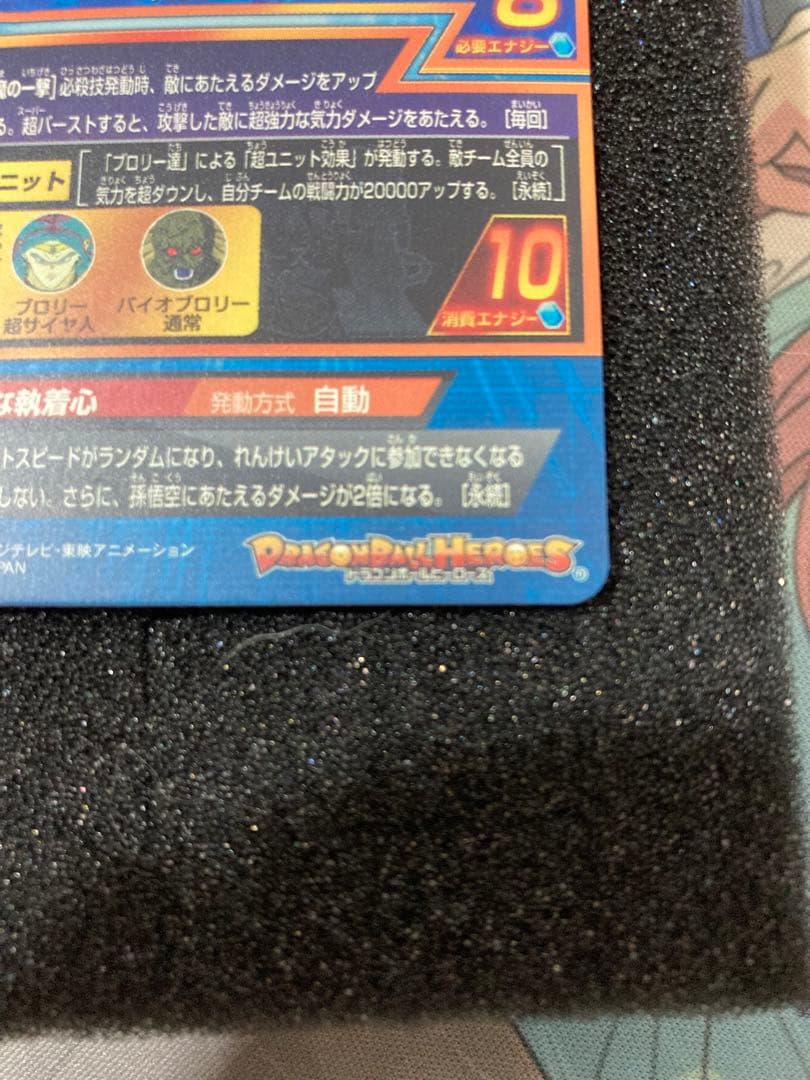 8
必要エナジー
の一撃]必殺技発動時、敵にあたえるダメージをアップ
る。超バーストすると、攻撃した敵に超強力な気力ダメージをあたえる。[毎回]
ニット
「ブロリー達」による「超ユニット効果」が発動する。敵チーム全員の
気力を超ダウンし、自分チームの戦闘力が20000アップする。[永続]
ブロリー
超サイヤ人
バイオブロリー
通常
10
消費エナジー
な執着心
発動方式 自動
トスピードがランダムになり、れんけいアタックに参加できなくなる
しない。さらに、孫悟空にあたえるダメージが2倍になる。[永続]
ジテレビ・東映アニメーション
PAN
DRAGONBALL HEROES
ドラゴンボールヒーローズ